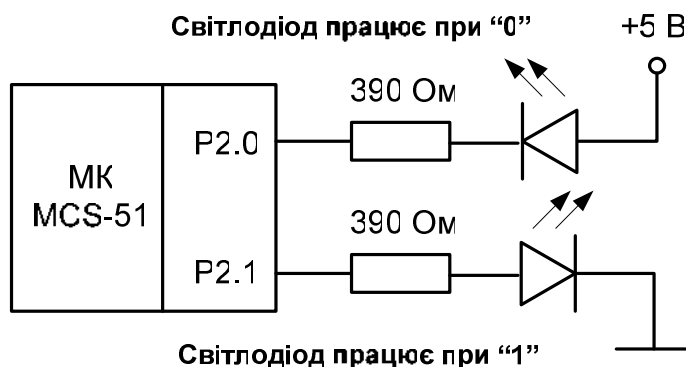 Світлодіод працює при “0”
+5 В
390 Ом
P2.0
МК
MCS-51
390 Ом
P2.1
Світлодіод працює при “1”